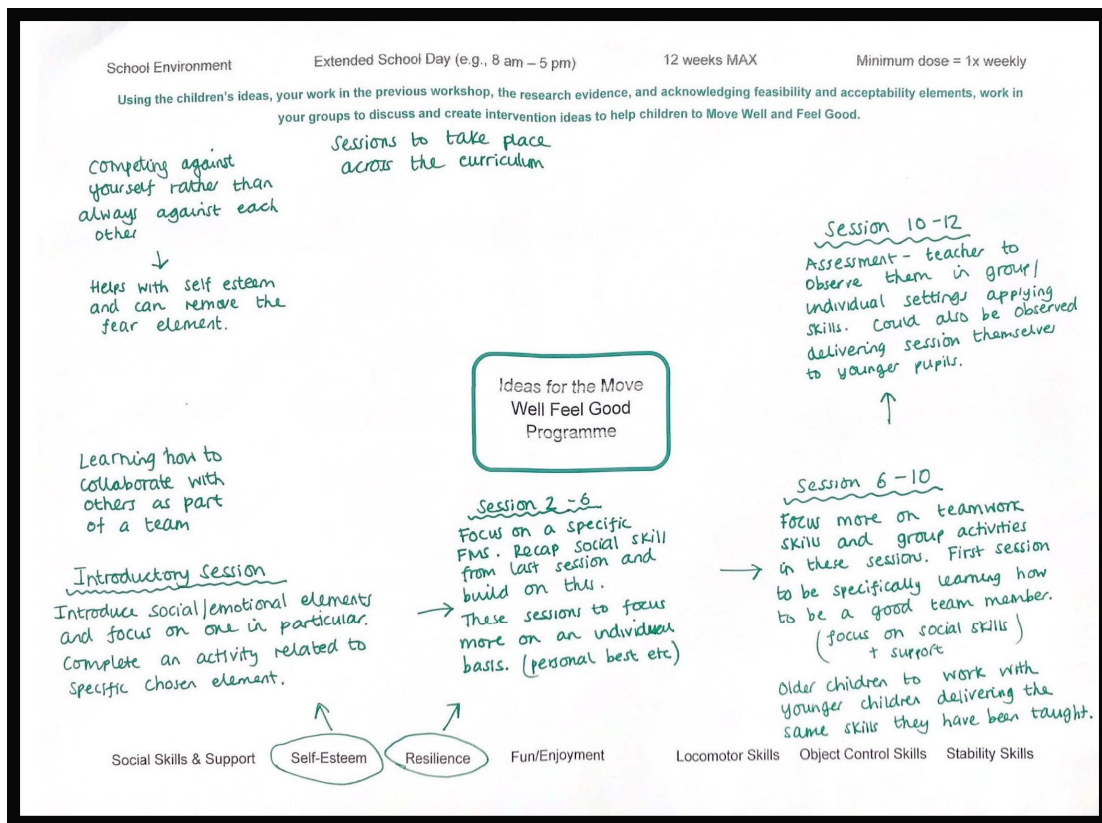 School Environment
Extended School Day (e.g., 8 am – 5 pm)
12 weeks MAX
Minimum dose = 1x weekly
Using the children's ideas, your work in the previous workshop, the research evidence, and acknowledging feasibility and acceptability elements, work in
your groups to discuss and create intervention ideas to help children to Move Well and Feel Good.
Sessions to take place
across the curriculum
Competing against
yourself rather than
always against each
other
Helps with self esteem
and can remove the
fear element.
Learning how to
collaborate with
others as part
of a team
Introductory Session
Introduce social/emotional elements
and focus on one in particular.
Complete an activity related to
specific chosen element.
Ideas for the Move
Well Feel Good
Programme
Session 2-6
Focus on a specific
FMS. Recap social skill
from last session and
build on this.
These sessions to focus
more on an individual
basis. (personal best etc)
Session 6-10
Focus more on teamwork
skills and group activities
in these sessions. First session
to be specifically learning how
to be a good team member.
(focus on social skills
+ support)
Older children to work with
younger children delivering the
same skills they have been taught.
Session 10-12
Assessment - teacher to
observe them in group/
individual settings applying
skills. Could also be observed
delivering session themselves
to younger pupils.
Social Skills & Support
Self-Esteem
Resilience
Fun/Enjoyment
Locomotor Skills
Object Control Skills
Stability Skills